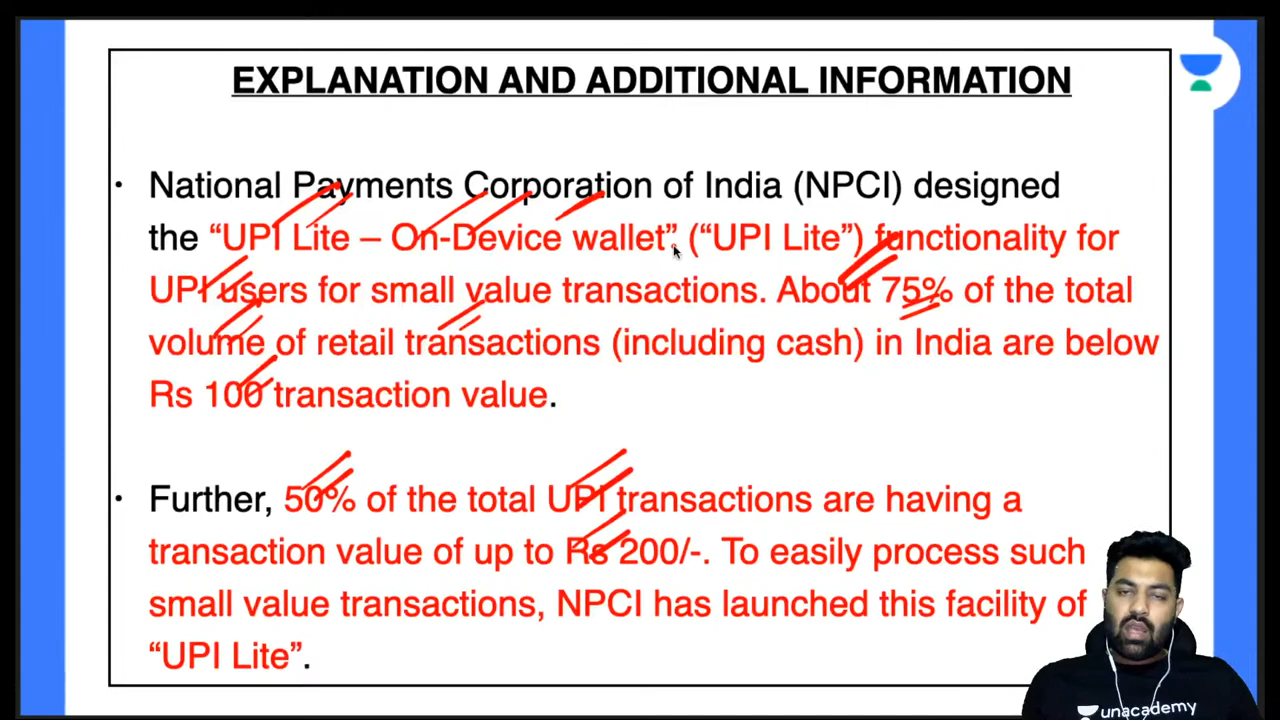 EXPLANATION AND ADDITIONAL INFORMATION
• National Payments Corporation of India (NPCI) designed
the “UPI Lite – On-Device wallet” (“UPI Lite”) functionality for
UPI users for small value transactions. About 75% of the total
volume of retail transactions (including cash) in India are below
Rs 100 transaction value.
• Further, 50% of the total UPI transactions are having a
transaction value of up to Rs 200/-. To easily process such
small value transactions, NPCI has launched this facility of
“UPI Lite”.
unacademy